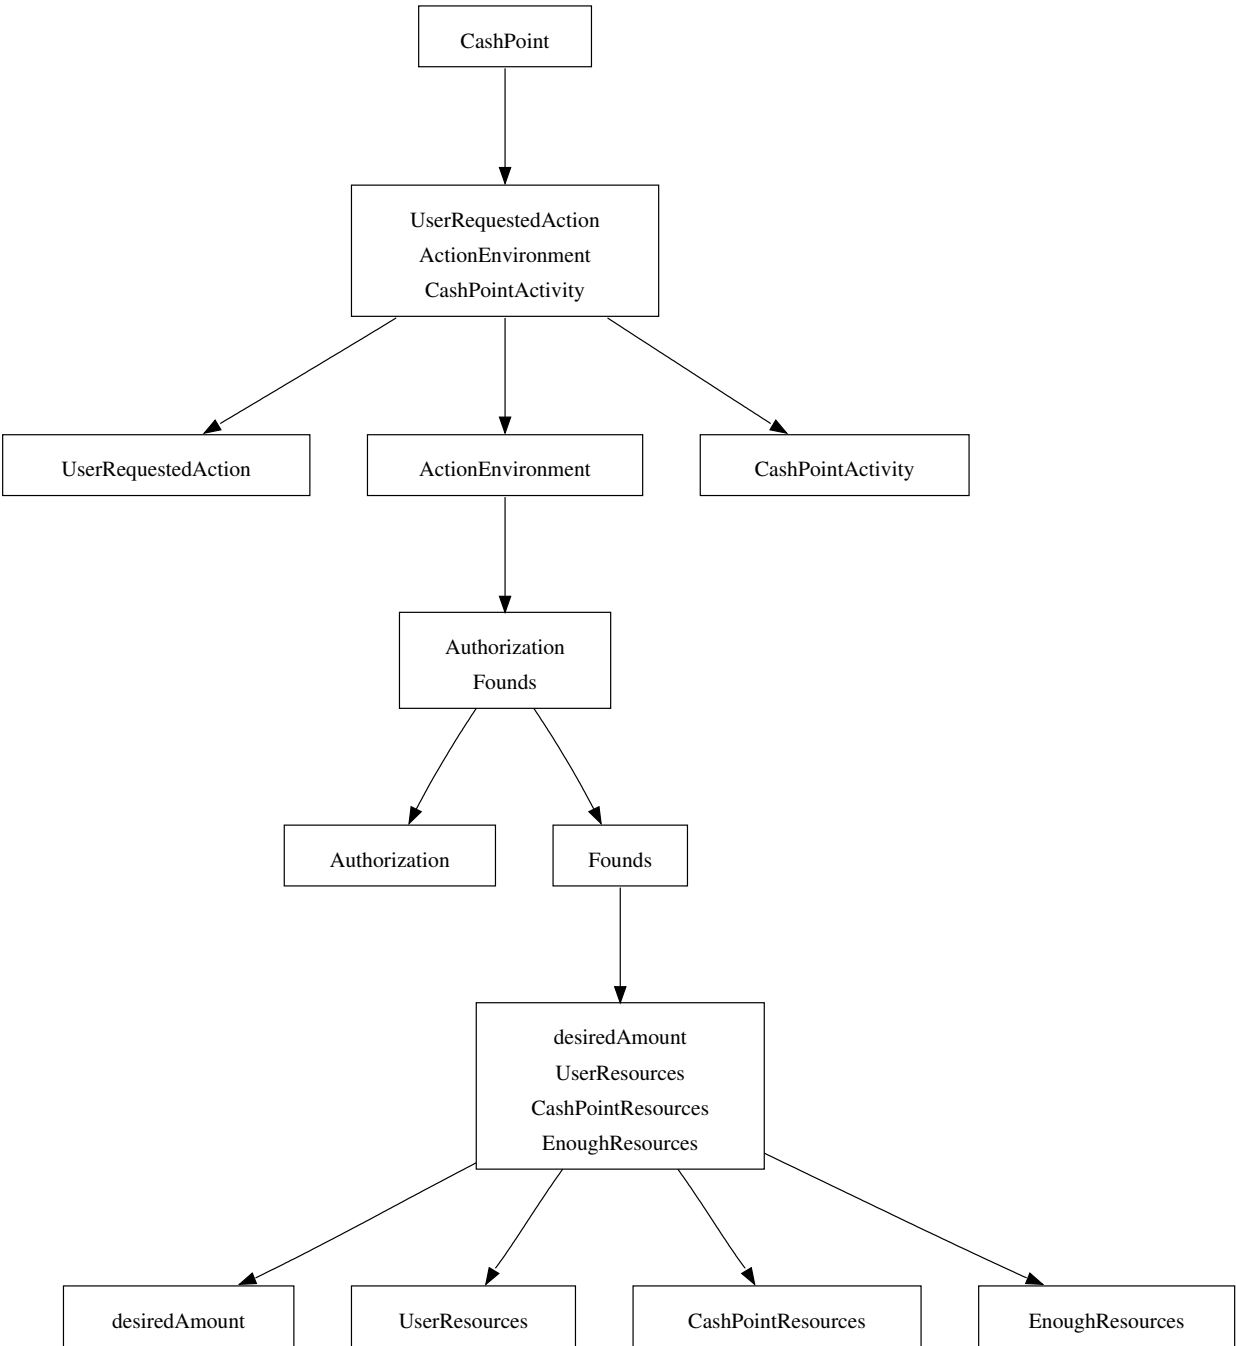 CashPoint
UserRequestedAction
ActionEnvironment
CashPointActivity
UserRequestedAction
ActionEnvironment
CashPointActivity
Authorization
Founds
Authorization
Founds
desiredAmount
UserResources
CashPointResources
EnoughResources
desiredAmount
UserResources
CashPointResources
EnoughResources